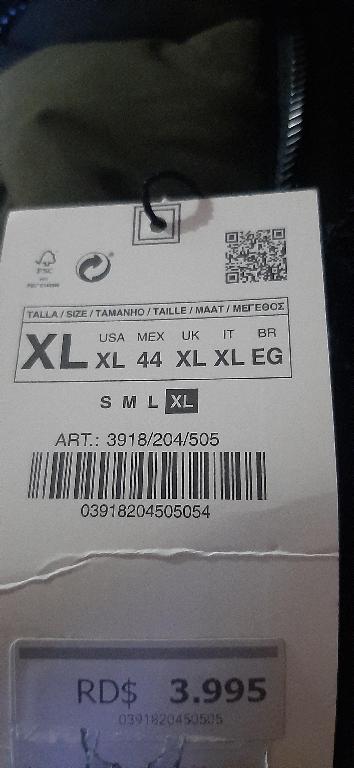 FSC
TALLA / SIZE / TAMANHO / TAILLE / MAAT / ΜΕΓΕΘΟΣ
XL
USA MEX UK IT BR
XL 44 XL XL EG
S M L XL
ART.: 3918/204/505
03918204505054
RD$ 3.995
0391820450505